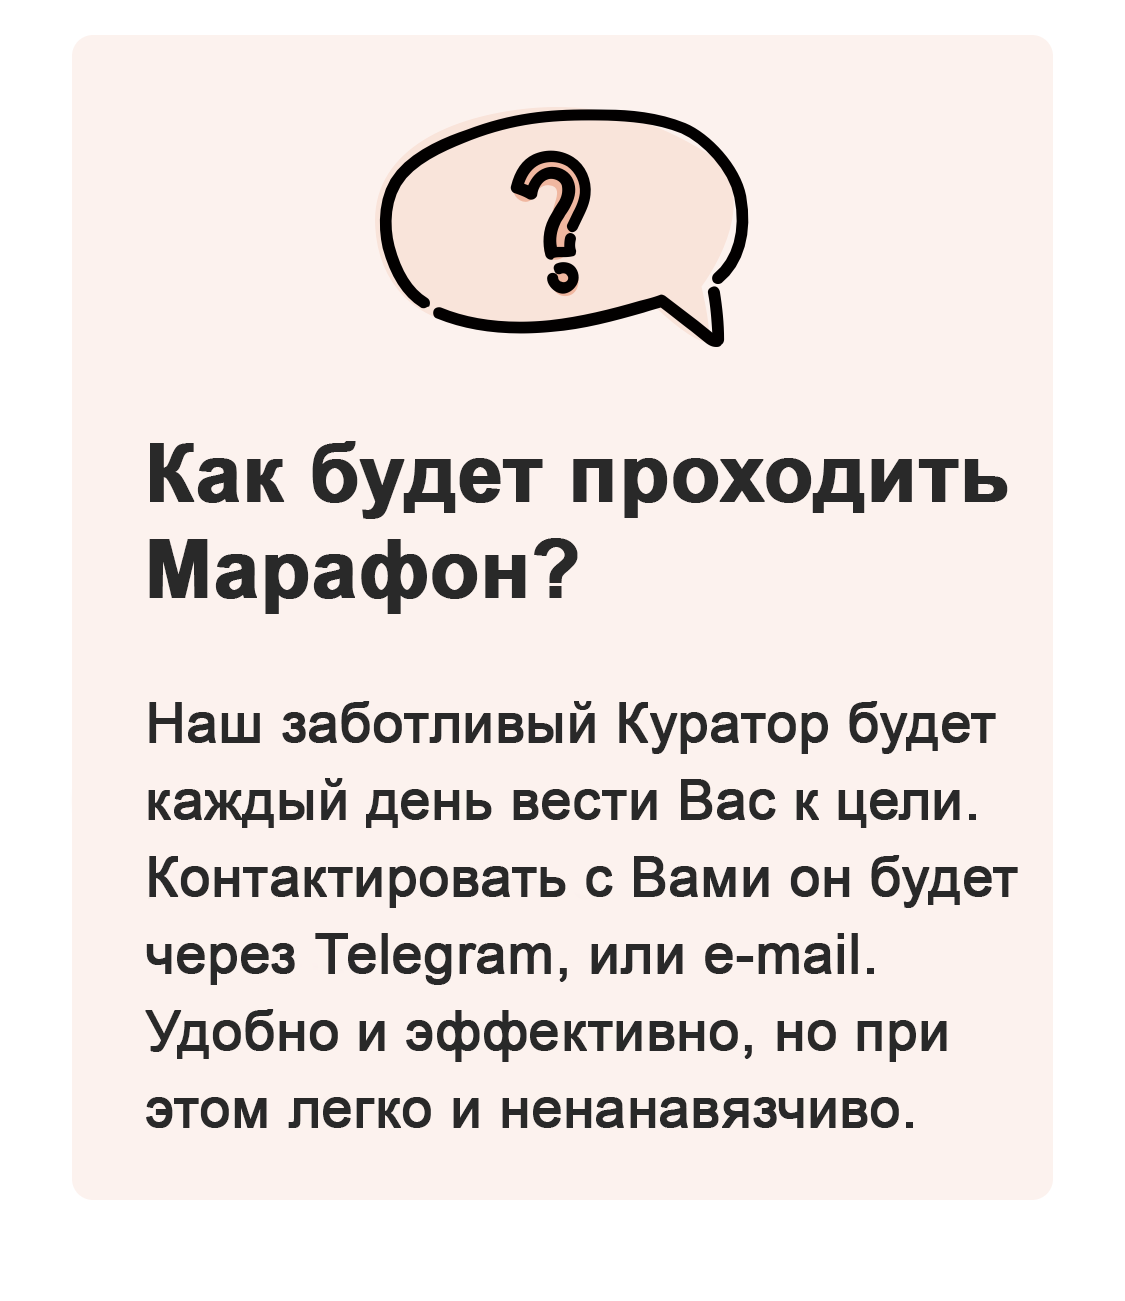 Как будет проходить
Марафон?
Наш заботливый Куратор будет
каждый день вести Вас к цели.
Контактировать с Вами он будет
через Telegram, или e-mail.
Удобно и эффективно, но при
этом легко и ненанавязчиво.